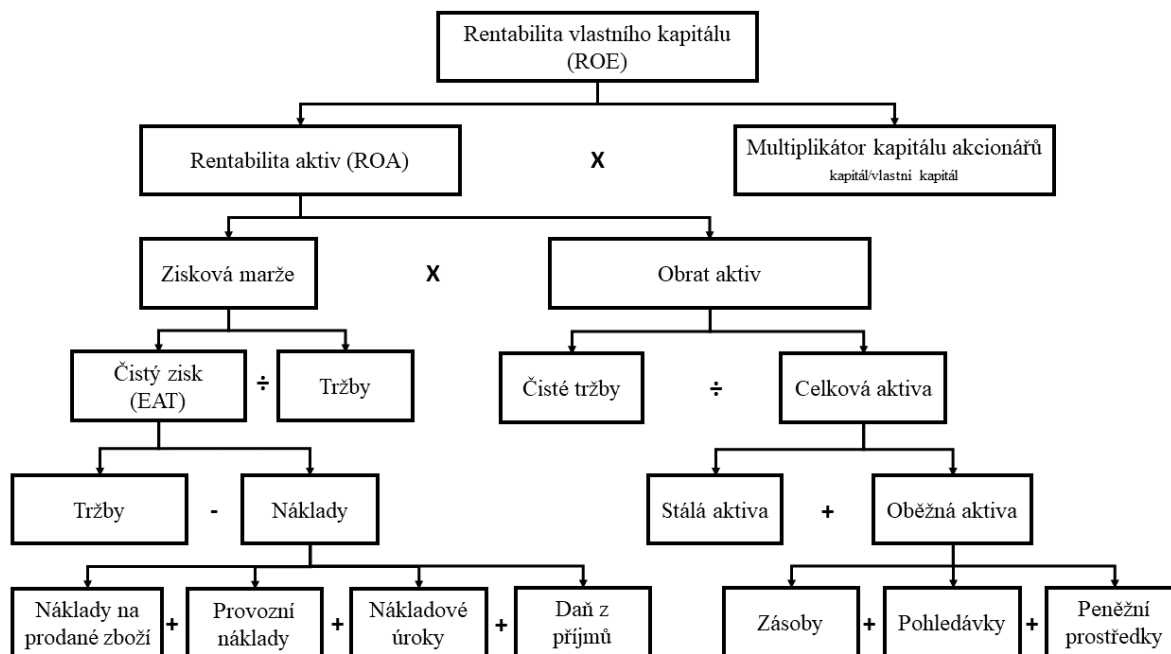 Rentabilita vlastního kapitálu
(ROE)
Rentabilita aktiv (ROA)
X
Multiplikátor kapitálu akcionářů
kapitál/vlastní kapitál
Zisková marže
X
Obrat aktiv
Čistý zisk
(EAT)
÷
Tržby
Čisté tržby
÷
Celková aktiva
Tržby
-
Náklady
Stálá aktiva
+
Oběžná aktiva
Náklady na
prodané zboží
+
Provozní
náklady
+
Nákladové
úroky
+
Daň z
příjmů
Zásoby
+
Pohledávky
+
Peněžní
prostředky